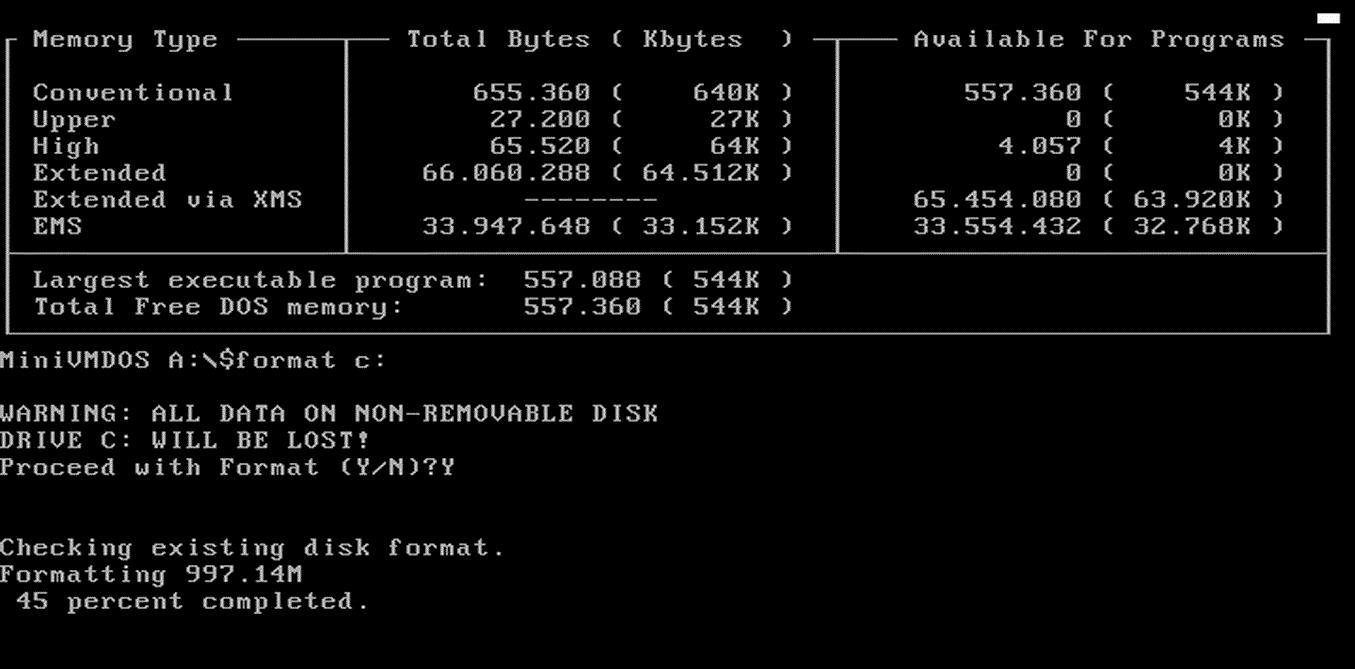 Memory Type Total Bytes ( Kbytes ) Available For Programs
Conventional 655.360 ( 640K ) 557.360 ( 544K )
Upper 27.200 ( 27K ) 0 ( 0K )
High 65.520 ( 64K ) 4.057 ( 4K )
Extended 66.060.288 ( 64.512K ) 0 ( 0K )
Extended via XMS -------- 65.454.080 ( 63.920K )
EMS 33.947.648 ( 33.152K ) 33.554.432 ( 32.768K )
Largest executable program: 557.088 ( 544K )
Total Free DOS memory: 557.360 ( 544K )
MiniVMDOS A:\$format c:
WARNING: ALL DATA ON NON-REMOVABLE DISK
DRIVE C: WILL BE LOST!
Proceed with Format (Y/N)?Y
Checking existing disk format.
Formatting 997.14M
45 percent completed.